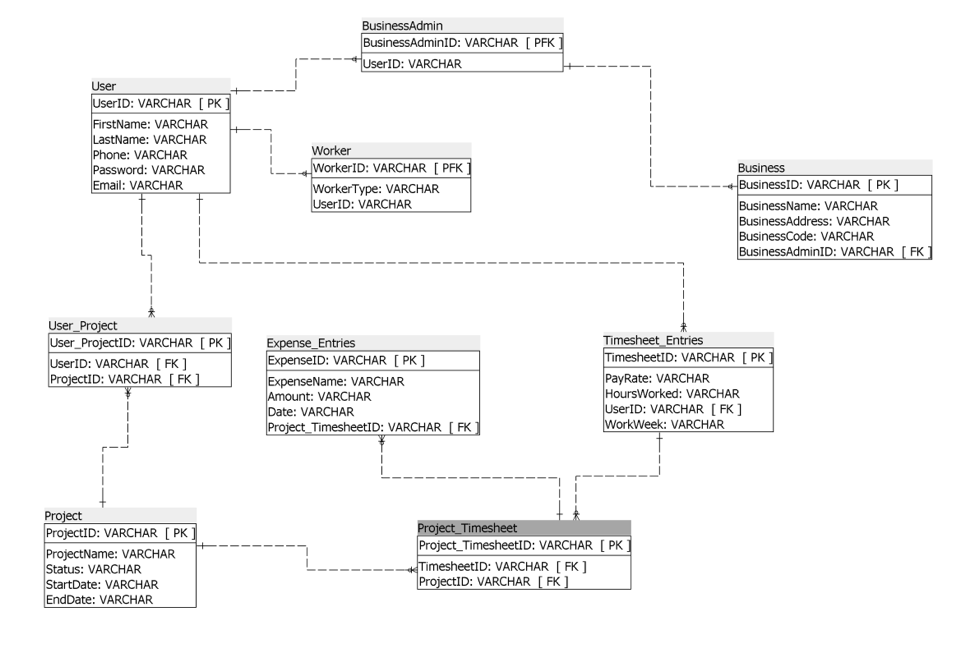 BusinessAdmin
BusinessAdminID: VARCHAR [ PFK ]
UserID: VARCHAR
User
UserID: VARCHAR [ PK ]
FirstName: VARCHAR
LastName: VARCHAR
Phone: VARCHAR
Password: VARCHAR
Email: VARCHAR
Worker
WorkerID: VARCHAR [ PFK ]
WorkerType: VARCHAR
UserID: VARCHAR
Business
BusinessID: VARCHAR [ PK ]
BusinessName: VARCHAR
BusinessAddress: VARCHAR
BusinessCode: VARCHAR
BusinessAdminID: VARCHAR [ FK ]
User_Project
User_ProjectID: VARCHAR [ PK ]
UserID: VARCHAR [ FK ]
ProjectID: VARCHAR [ FK ]
Expense_Entries
ExpenseID: VARCHAR [ PK ]
ExpenseName: VARCHAR
Amount: VARCHAR
Date: VARCHAR
Project_TimesheetID: VARCHAR [ FK ]
Timesheet_Entries
TimesheetID: VARCHAR [ PK ]
PayRate: VARCHAR
HoursWorked: VARCHAR
UserID: VARCHAR [ FK ]
WorkWeek: VARCHAR
Project
ProjectID: VARCHAR [ PK ]
ProjectName: VARCHAR
Status: VARCHAR
StartDate: VARCHAR
EndDate: VARCHAR
Project_Timesheet
Project_TimesheetID: VARCHAR [ PK ]
TimesheetID: VARCHAR [ FK ]
ProjectID: VARCHAR [ FK ]